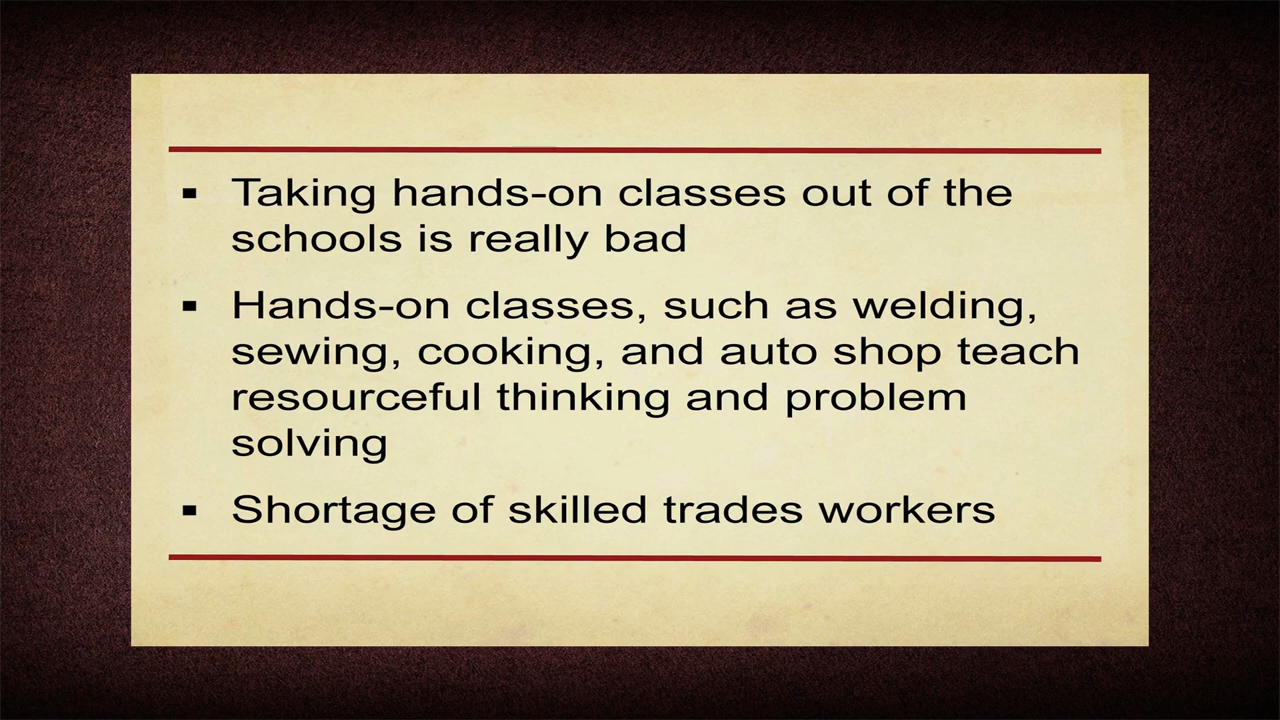 ▪ Taking hands-on classes out of the
schools is really bad
▪ Hands-on classes, such as welding,
sewing, cooking, and auto shop teach
resourceful thinking and problem
solving
▪ Shortage of skilled trades workers